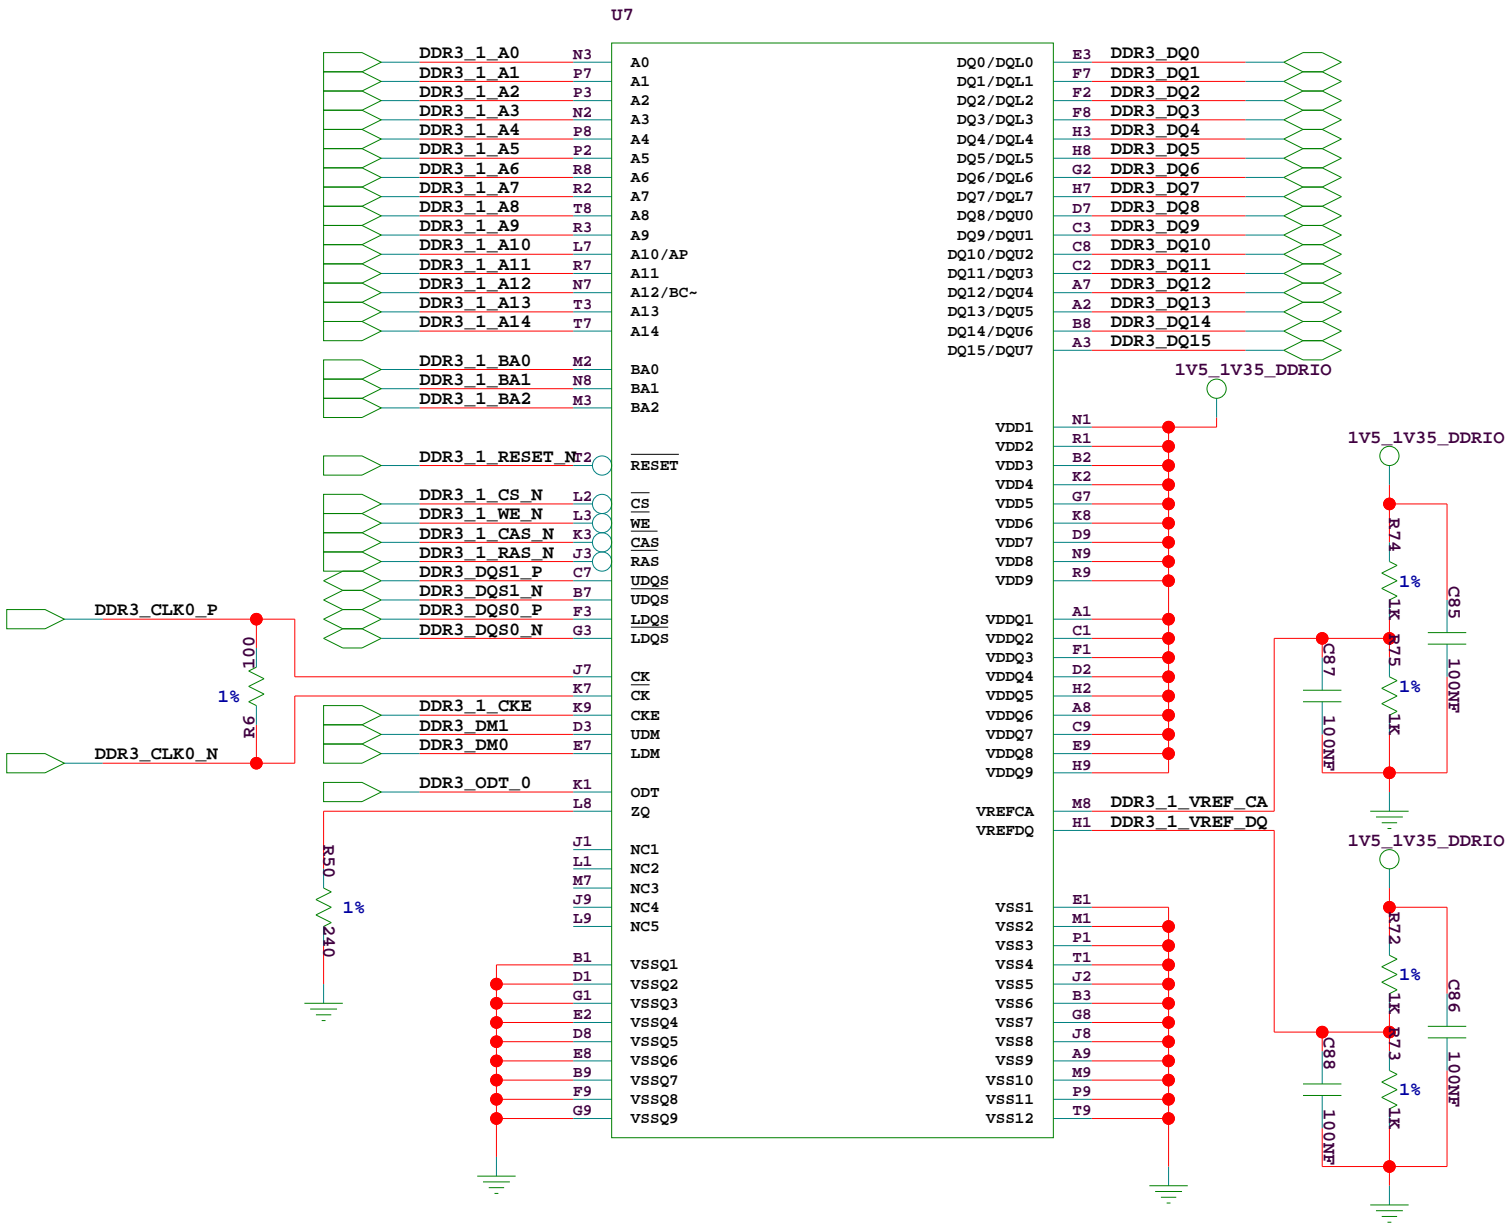 U7
DDR3_1_A0 N3 A0 DQ0/DQL0 E3 DDR3_DQ0
DDR3_1_A1 P7 A1 DQ1/DQL1 F7 DDR3_DQ1
DDR3_1_A2 P3 A2 DQ2/DQL2 F2 DDR3_DQ2
DDR3_1_A3 N2 A3 DQ3/DQL3 F8 DDR3_DQ3
DDR3_1_A4 P8 A4 DQ4/DQL4 H3 DDR3_DQ4
DDR3_1_A5 P2 A5 DQ5/DQL5 H8 DDR3_DQ5
DDR3_1_A6 R8 A6 DQ6/DQL6 G2 DDR3_DQ6
DDR3_1_A7 R2 A7 DQ7/DQL7 H7 DDR3_DQ7
DDR3_1_A8 T8 A8 DQ8/DQU0 D7 DDR3_DQ8
DDR3_1_A9 R3 A9 DQ9/DQU1 C3 DDR3_DQ9
DDR3_1_A10 L7 A10/AP DQ10/DQU2 C8 DDR3_DQ10
DDR3_1_A11 R7 A11 DQ11/DQU3 C2 DDR3_DQ11
DDR3_1_A12 N7 A12/BC~ DQ12/DQU4 A7 DDR3_DQ12
DDR3_1_A13 T3 A13 DQ13/DQU5 A2 DDR3_DQ13
DDR3_1_A14 T7 A14 DQ14/DQU6 B8 DDR3_DQ14
DQ15/DQU7 A3 DDR3_DQ15
DDR3_1_BA0 M2 BA0
1V5_1V35_DDRIO
DDR3_1_BA1 N8 BA1
DDR3_1_BA2 M3 BA2
VDD1 N1
VDD2 R1
1V5_1V35_DDRIO
DDR3_1_RESET_N T2 RESET VDD3 B2
VDD4 K2
DDR3_1_CS_N L2 CS VDD5 G7
DDR3_1_WE_N L3 WE VDD6 K8
DDR3_1_CAS_N K3 CAS VDD7 D9
DDR3_1_RAS_N J3 RAS VDD8 N9
DDR3_DQS1_P C7 UDQS VDD9 R9
R74 1% 1K
C85 100NF
DDR3_DQS1_N B7 UDQS
DDR3_CLK0_P
DDR3_DQS0_P F3 LDQS VDDQ1 A1
DDR3_DQS0_N G3 LDQS VDDQ2 C1
VDDQ3 F1
J7 CK VDDQ4 D2
K7 CK VDDQ5 H2
R75 1% 1K
C87 100NF
100 1% R6
DDR3_1_CKE K9 CKE VDDQ6 A8
DDR3_DM1 D3 UDM VDDQ7 C9
DDR3_CLK0_N
DDR3_DM0 E7 LDM VDDQ8 E9
VDDQ9 H9
DDR3_ODT_0 K1 ODT
L8 ZQ VREFCA M8 DDR3_1_VREF_CA
VREFDQ H1 DDR3_1_VREF_DQ
1V5_1V35_DDRIO
R50 1% 240
J1 NC1
L1 NC2
M7 NC3
J9 NC4 VSS1 E1
L9 NC5 VSS2 M1
VSS3 P1
R72 1% 1K
C86 100NF
B1 VSSQ1 VSS4 T1
D1 VSSQ2 VSS5 J2
G1 VSSQ3 VSS6 B3
E2 VSSQ4 VSS7 G8
D8 VSSQ5 VSS8 J8
E8 VSSQ6 VSS9 A9
B9 VSSQ7 VSS10 M9
F9 VSSQ8 VSS11 P9
G9 VSSQ9 VSS12 T9
R73 1% 1K
C88 100NF